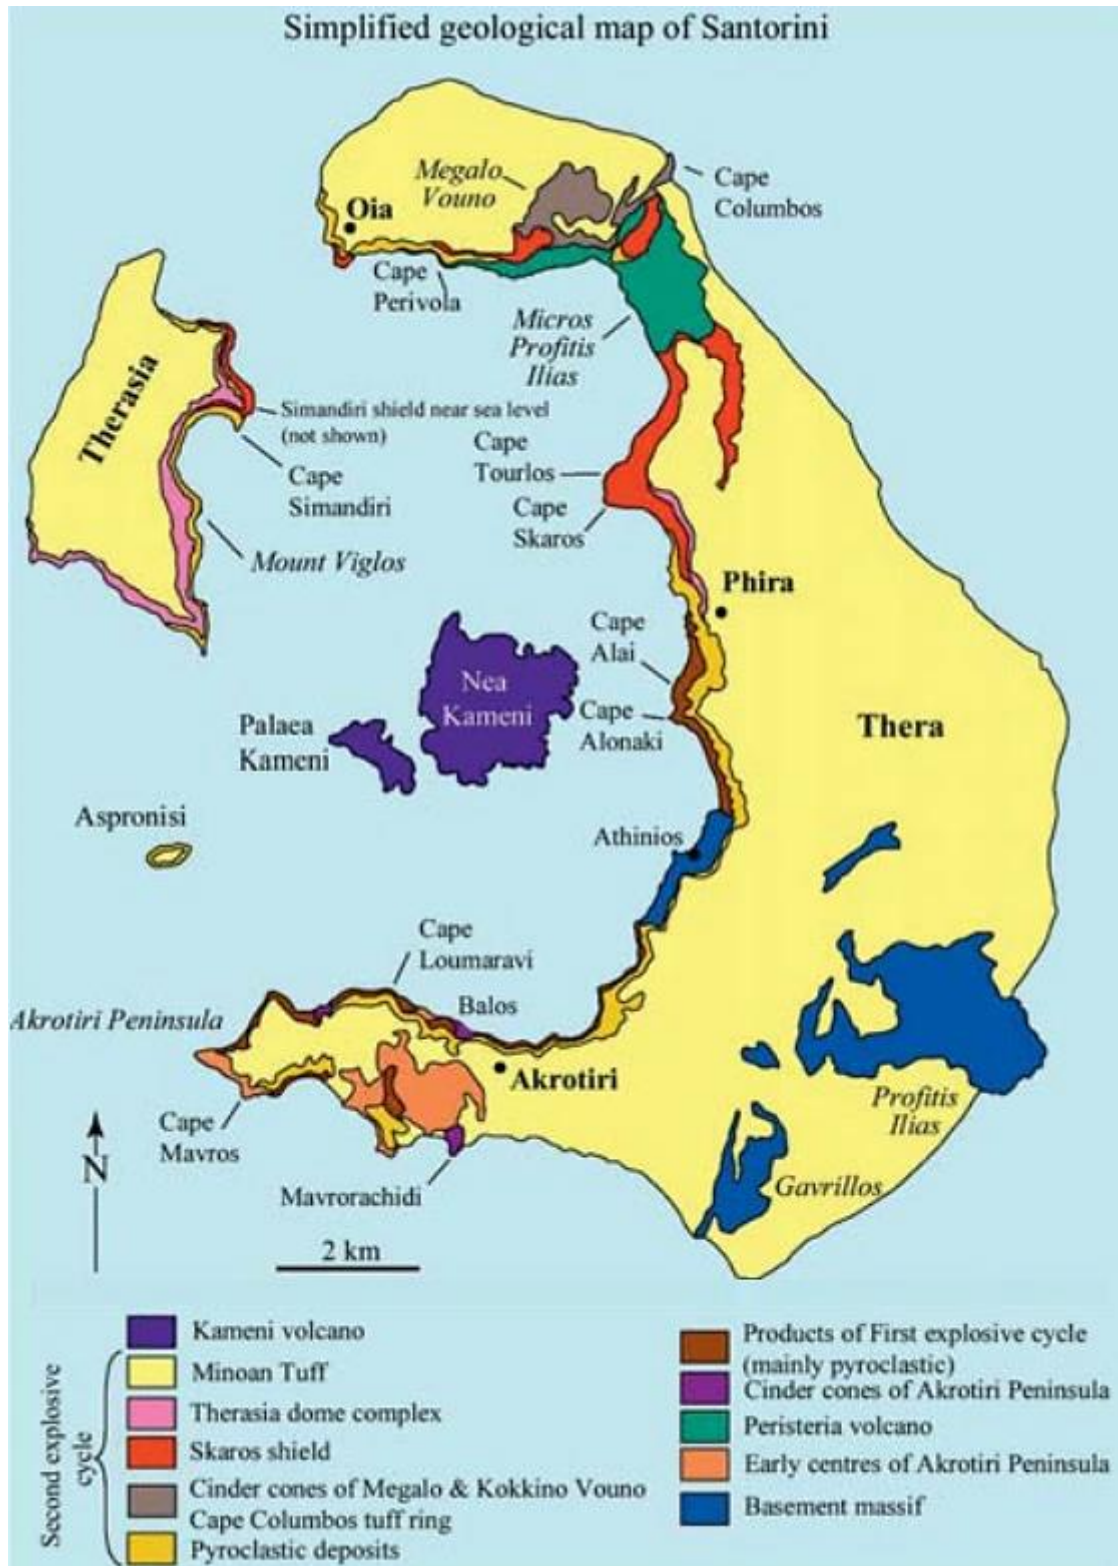 Simplified geological map of Santorini
Megalo
Vouno
Cape
Columbos
Oia
Cape
Perivola
Micros
Profitis
Ilias
Therasia
Simandiri shield near sea level
(not shown)
Cape
Tourlos
Cape
Simandiri
Cape
Skaros
Mount Viglos
Phira
Cape
Alai
Nea
Kameni
Palaea
Kameni
Cape
Alonaki
Thera
Aspronisi
Athinios
Cape
Loumaravi
Balos
Akrotiri Peninsula
Akrotiri
Profitis
Ilias
Cape
Mavros
N
Gavrillos
Mavrorachidi
2 km
Second explosive
cycle
Kameni volcano
Minoan Tuff
Therasia dome complex
Skaros shield
Cinder cones of Megalo & Kokkino Vouno
Cape Columbos tuff ring
Pyroclastic deposits
Products of First explosive cycle
(mainly pyroclastic)
Cinder cones of Akrotiri Peninsula
Peristeria volcano
Early centres of Akrotiri Peninsula
Basement massif